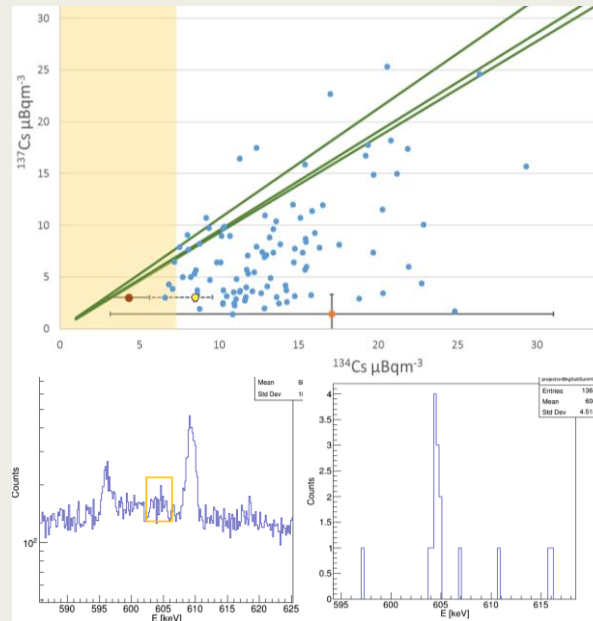 30
25
20
15
10
5
0
¹³⁷Cs µBqm⁻³
0 5 10 15 20 25 30
¹³⁴Cs µBqm⁻³
Mean
Std Dev
Counts
10²
590 595 600 605 610 615 620 625
E [keV]
Entries 136
Mean 60
Std Dev 4.51
4
3.5
3
2.5
2
1.5
1
0.5
0
Counts
595 600 605 610 615
E [keV]